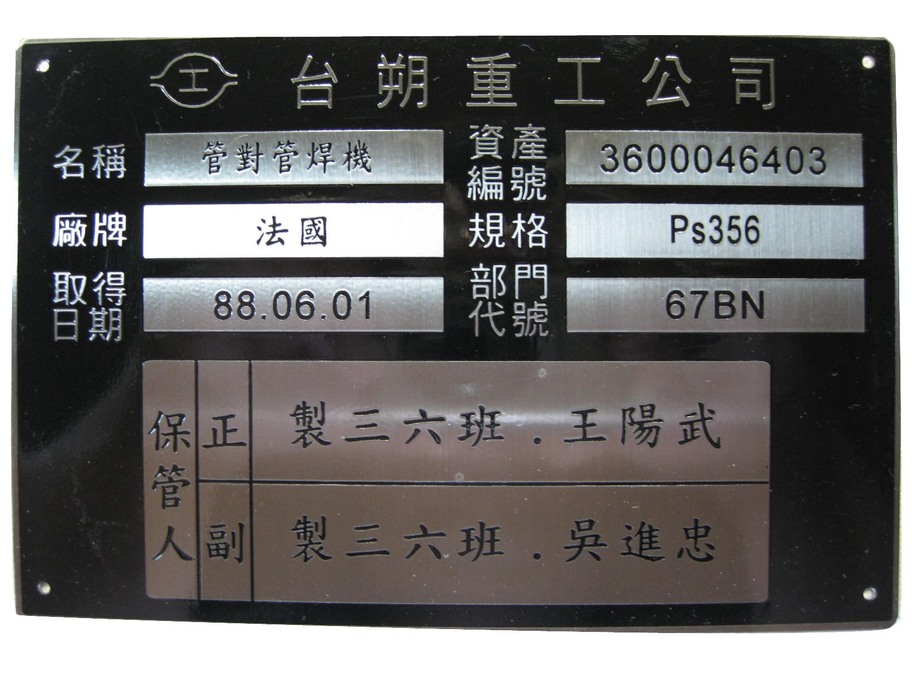 工 台朔重工公司
名稱 管對管焊機 資產編號 3600046403
廠牌 法國 規格 Ps356
取得日期 88.06.01 部門代號 67BN
保管人 正 製三六班.王陽武
副 製三六班.吳進忠